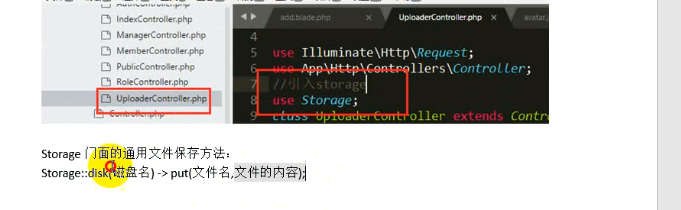 IndexController.php
ManagerController.php
MemberController.php
PublicController.php
RoleController.php
UploaderController.php
Controller.php
add.blade.php
UploaderController.php
avatar.
4
5 use Illuminate\Http\Request;
6 use App\Http\Controllers\Controller;
7 //引入storage
8 use Storage;
9 class UploaderController extends Contr
Storage 门面的通用文件保存方法：
Storage::disk(磁盘名) -> put(文件名,文件的内容);